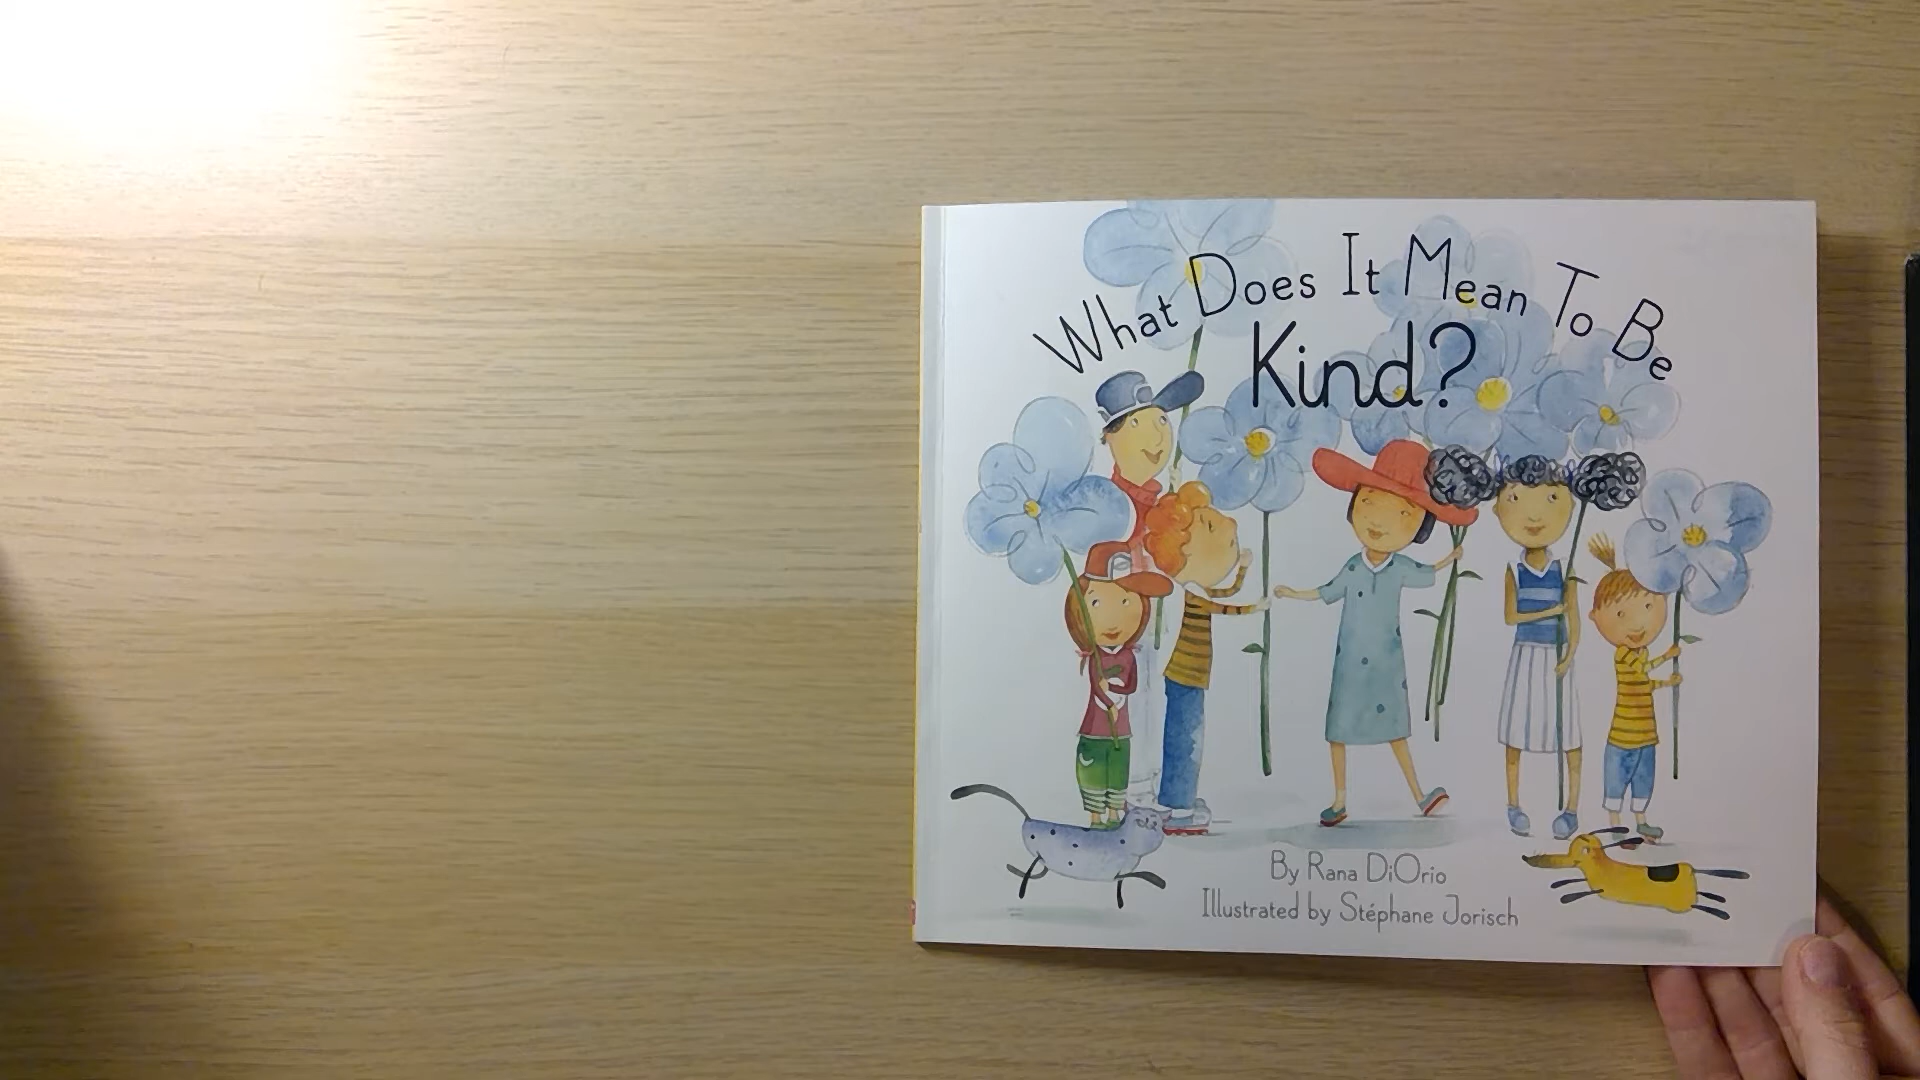 What Does It Mean To Be
Kind?
By Rana DiOrio
Illustrated by Stéphane Jorisch